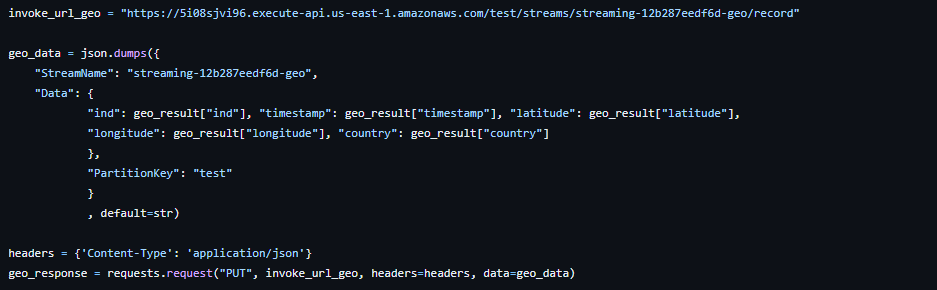 invoke_url_geo = "https://5i08sjvi96.execute-api.us-east-1.amazonaws.com/test/streams/streaming-12b287eedf6d-geo/record"
geo_data = json.dumps({
"StreamName": "streaming-12b287eedf6d-geo",
"Data": {
"ind": geo_result["ind"], "timestamp": geo_result["timestamp"], "latitude": geo_result["latitude"],
"longitude": geo_result["longitude"], "country": geo_result["country"]
},
"PartitionKey": "test"
}
, default=str)
headers = {'Content-Type': 'application/json'}
geo_response = requests.request("PUT", invoke_url_geo, headers=headers, data=geo_data)